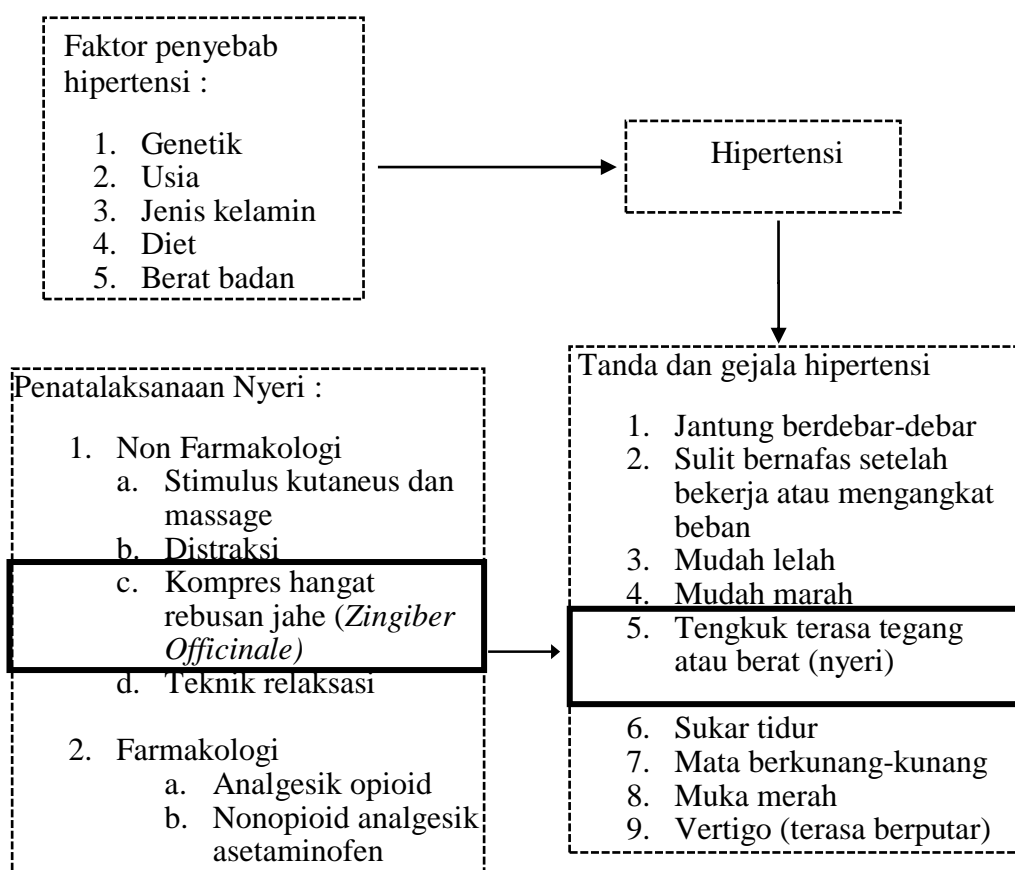 Faktor penyebab
hipertensi :
1. Genetik
2. Usia
3. Jenis kelamin
4. Diet
5. Berat badan
Hipertensi
Penatalaksanaan Nyeri :
1. Non Farmakologi
a. Stimulus kutaneus dan
massage
b. Distraksi
c. Kompres hangat
rebusan jahe (Zingiber
Officinale)
d. Teknik relaksasi
2. Farmakologi
a. Analgesik opioid
b. Nonopioid analgesik
asetaminofen
Tanda dan gejala hipertensi
1. Jantung berdebar-debar
2. Sulit bernafas setelah
bekerja atau mengangkat
beban
3. Mudah lelah
4. Mudah marah
5. Tengkuk terasa tegang
atau berat (nyeri)
6. Sukar tidur
7. Mata berkunang-kunang
8. Muka merah
9. Vertigo (terasa berputar)